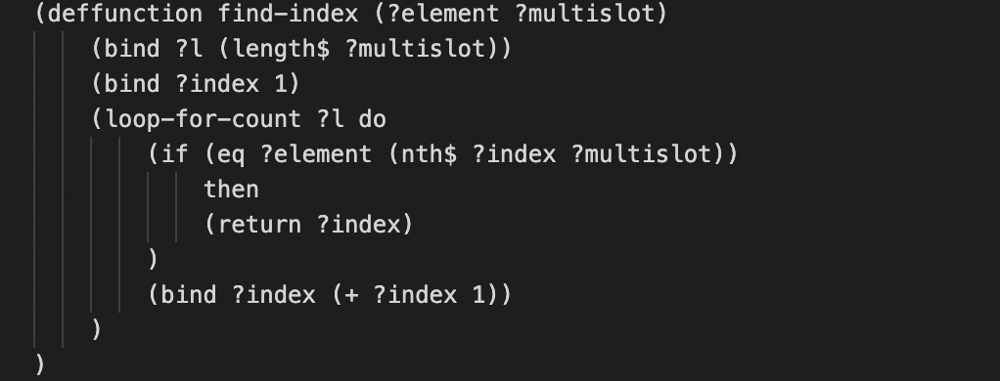 (deffunction find-index (?element ?multislot)
(bind ?l (length$ ?multislot))
(bind ?index 1)
(loop-for-count ?l do
(if (eq ?element (nth$ ?index ?multislot))
then
(return ?index)
)
(bind ?index (+ ?index 1))
)
)